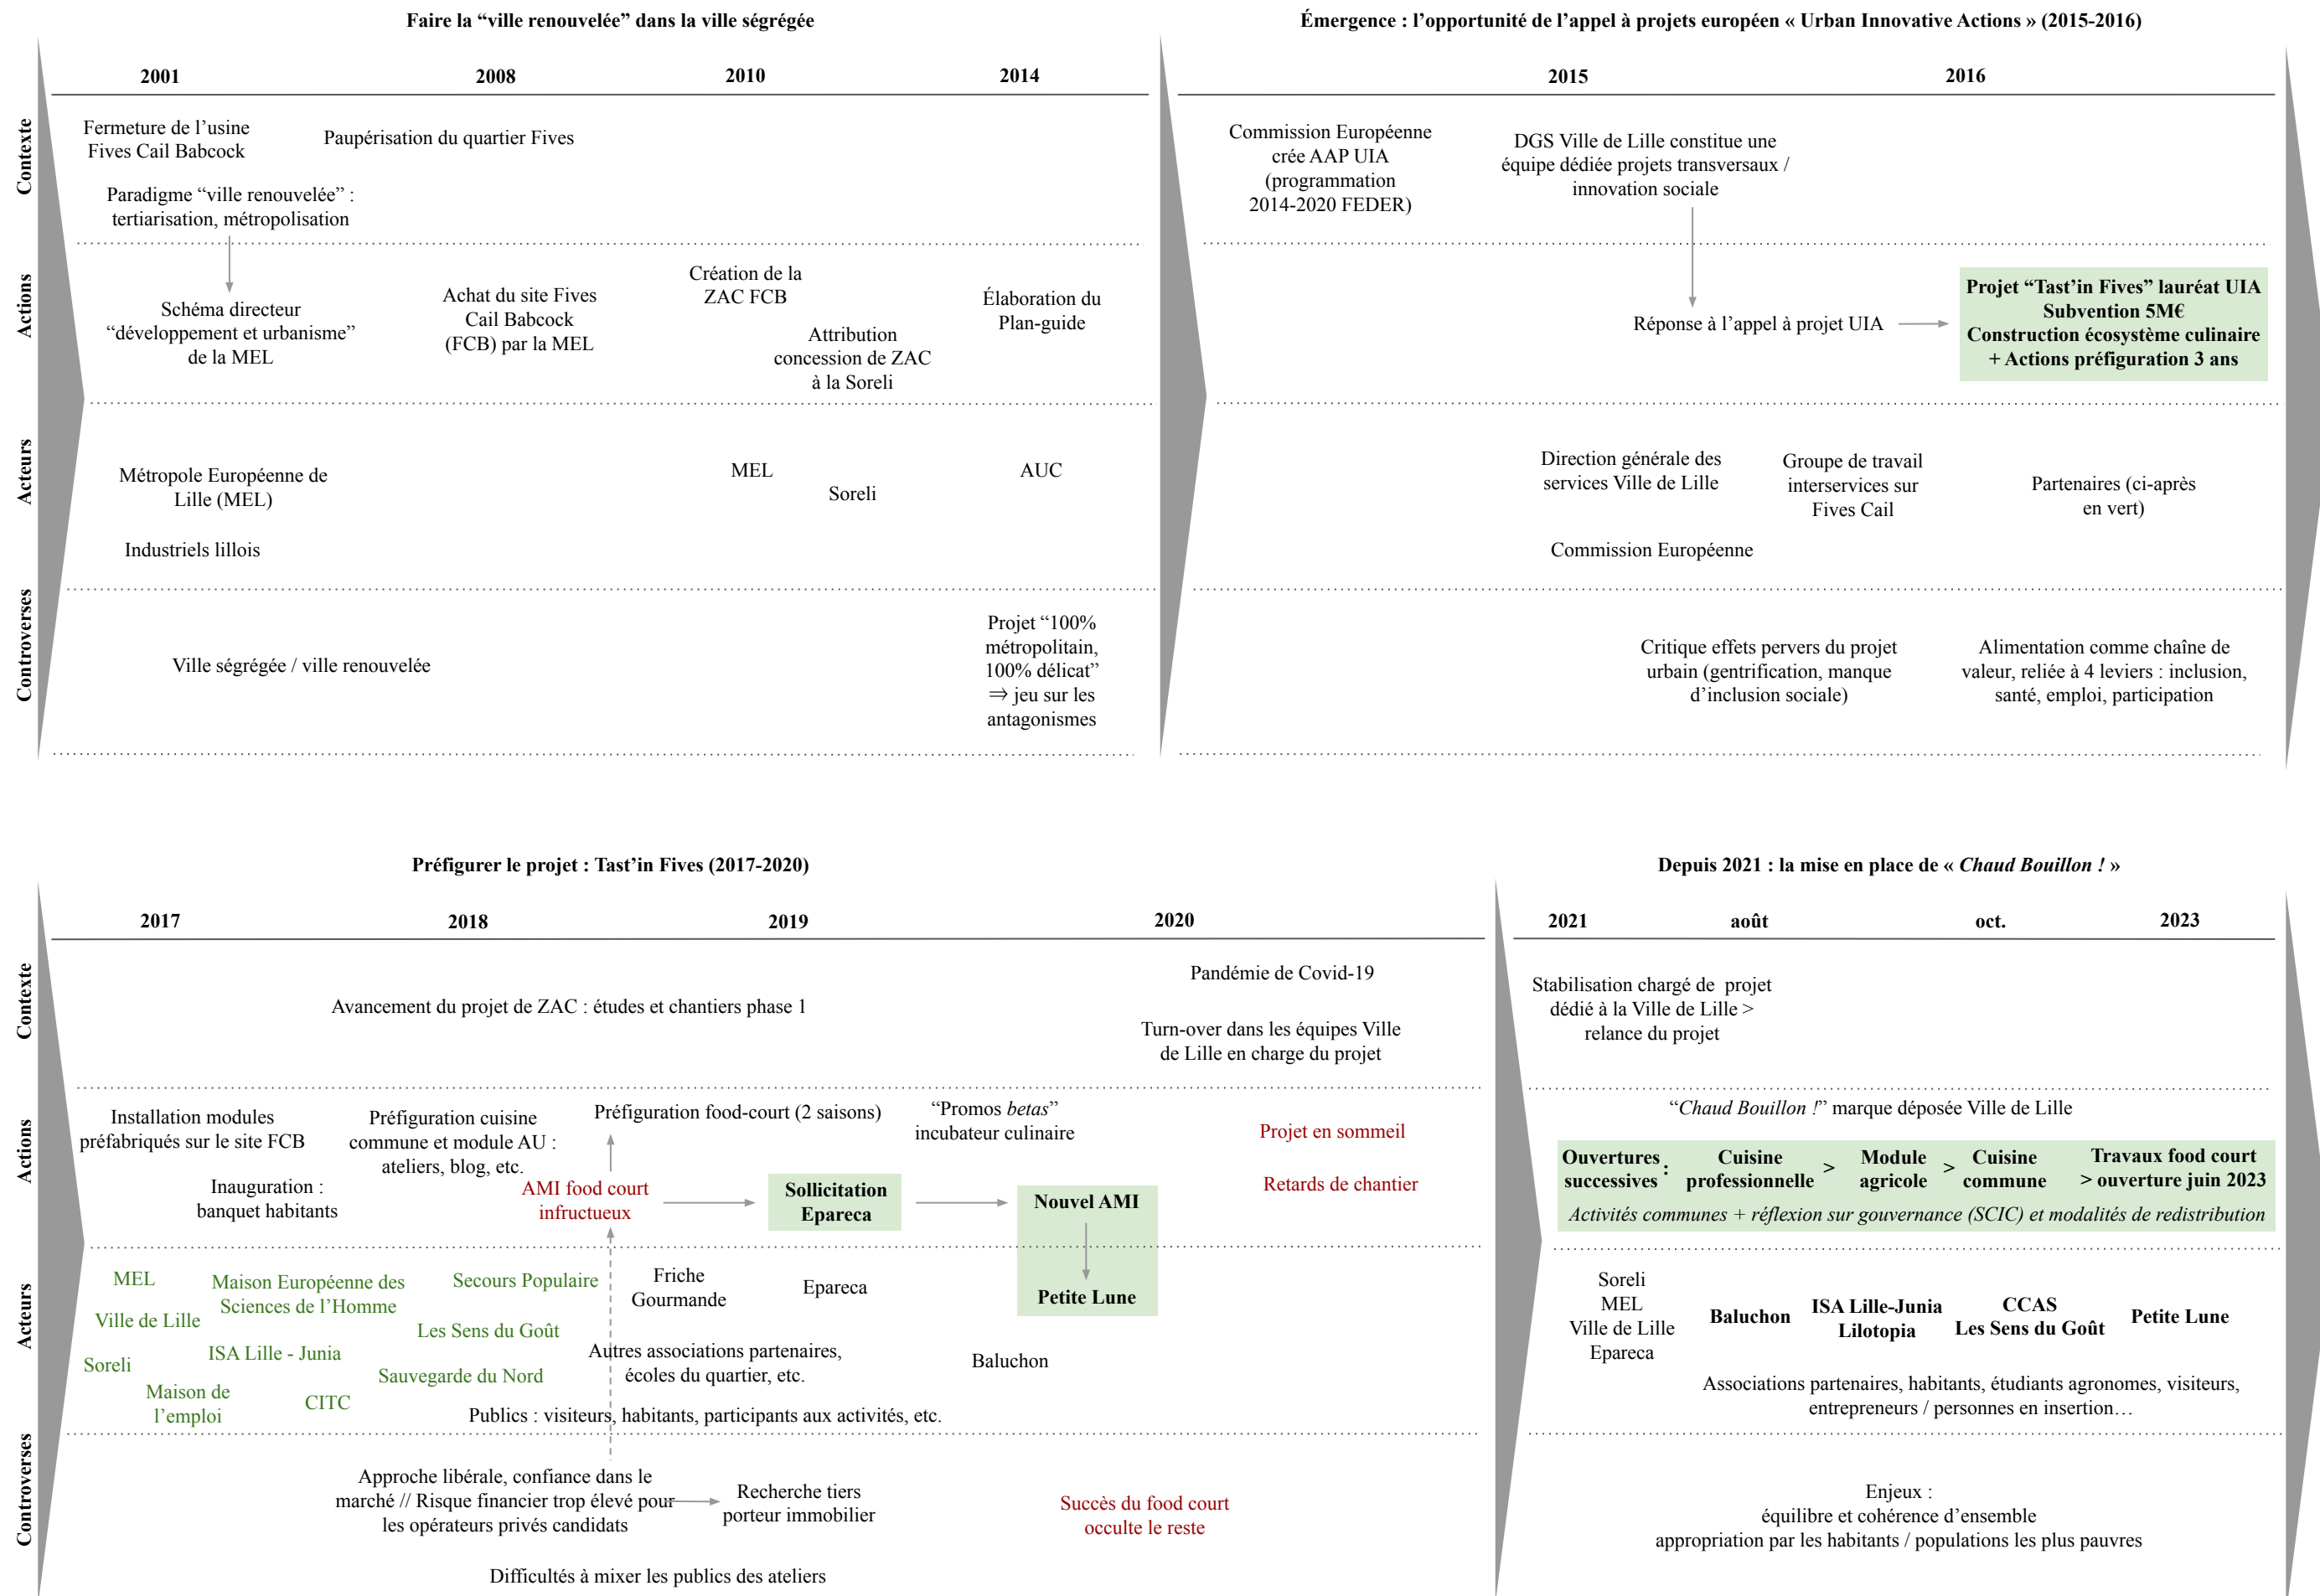 Faire la “ville renouvelée” dans la ville ségrégée
2001
2008
2010
2014
Contexte
Fermeture de l’usine
Fives Cail Babcock
Paupérisation du quartier Fives
Paradigme “ville renouvelée” :
tertiarisation, métropolisation
Actions
Schéma directeur
“développement et urbanisme”
de la MEL
Achat du site Fives
Cail Babcock
(FCB) par la MEL
Création de la
ZAC FCB
Attribution
concession de ZAC
à la Soreli
Élaboration du
Plan-guide
Acteurs
Métropole Européenne de
Lille (MEL)
Industriels lillois
MEL
Soreli
AUC
Controverses
Ville ségrégée / ville renouvelée
Projet “100%
métropolitain,
100% délicat”
⇒ jeu sur les
antagonismes
Émergence : l’opportunité de l’appel à projets européen « Urban Innovative Actions » (2015-2016)
2015
2016
Commission Européenne
crée AAP UIA
(programmation
2014-2020 FEDER)
DGS Ville de Lille constitue une
équipe dédiée projets transversaux /
innovation sociale
Réponse à l’appel à projet UIA
Projet “Tast’in Fives” lauréat UIA
Subvention 5M€
Construction écosystème culinaire
+ Actions préfiguration 3 ans
Direction générale des
services Ville de Lille
Groupe de travail
interservices sur
Fives Cail
Partenaires (ci-après
en vert)
Commission Européenne
Critique effets pervers du projet
urbain (gentrification, manque
d’inclusion sociale)
Alimentation comme chaîne de
valeur, reliée à 4 leviers : inclusion,
santé, emploi, participation
Préfigurer le projet : Tast’in Fives (2017-2020)
2017
2018
2019
2020
Contexte
Avancement du projet de ZAC : études et chantiers phase 1
Pandémie de Covid-19
Turn-over dans les équipes Ville
de Lille en charge du projet
Actions
Installation modules
préfabriqués sur le site FCB
Inauguration :
banquet habitants
Préfiguration cuisine
commune et module AU :
ateliers, blog, etc.
Préfiguration food-court (2 saisons)
AMI food court
infructueux
“Promos betas”
incubateur culinaire
Sollicitation
Epareca
Nouvel AMI
Projet en sommeil
Retards de chantier
Acteurs
MEL
Maison Européenne des
Sciences de l’Homme
Secours Populaire
Ville de Lille
Les Sens du Goût
Soreli
ISA Lille - Junia
Sauvegarde du Nord
Maison de
l’emploi
CITC
Friche
Gourmande
Epareca
Petite Lune
Autres associations partenaires,
écoles du quartier, etc.
Baluchon
Publics : visiteurs, habitants, participants aux activités, etc.
Controverses
Approche libérale, confiance dans le
marché // Risque financier trop élevé pour
les opérateurs privés candidats
Recherche tiers
porteur immobilier
Succès du food court
occulte le reste
Difficultés à mixer les publics des ateliers
Depuis 2021 : la mise en place de « Chaud Bouillon ! »
2021
août
oct.
2023
Stabilisation chargé de projet
dédié à la Ville de Lille >
relance du projet
“Chaud Bouillon !” marque déposée Ville de Lille
Ouvertures
successives :
Cuisine
professionnelle
>
Module
agricole
>
Cuisine
commune
Travaux food court
> ouverture juin 2023
Activités communes + réflexion sur gouvernance (SCIC) et modalités de redistribution
Soreli
MEL
Ville de Lille
Epareca
Baluchon
ISA Lille-Junia
Lilotopia
CCAS
Les Sens du Goût
Petite Lune
Associations partenaires, habitants, étudiants agronomes, visiteurs,
entrepreneurs / personnes en insertion…
Enjeux :
équilibre et cohérence d’ensemble
appropriation par les habitants / populations les plus pauvres